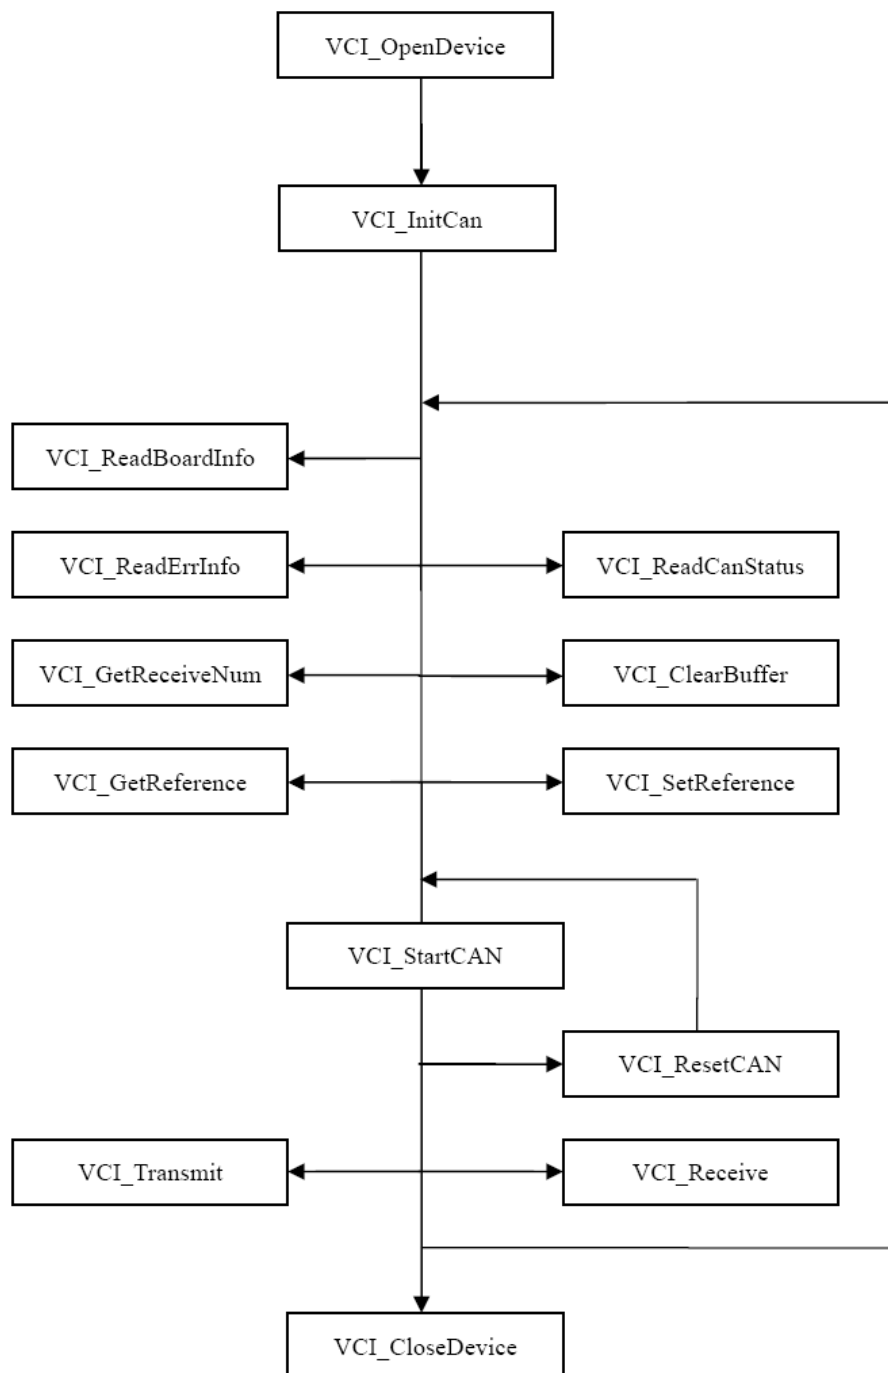 VCI_OpenDevice
VCI_InitCan
VCI_ReadBoardInfo
VCI_ReadErrInfo
VCI_ReadCanStatus
VCI_GetReceiveNum
VCI_ClearBuffer
VCI_GetReference
VCI_SetReference
VCI_StartCAN
VCI_ResetCAN
VCI_Transmit
VCI_Receive
VCI_CloseDevice